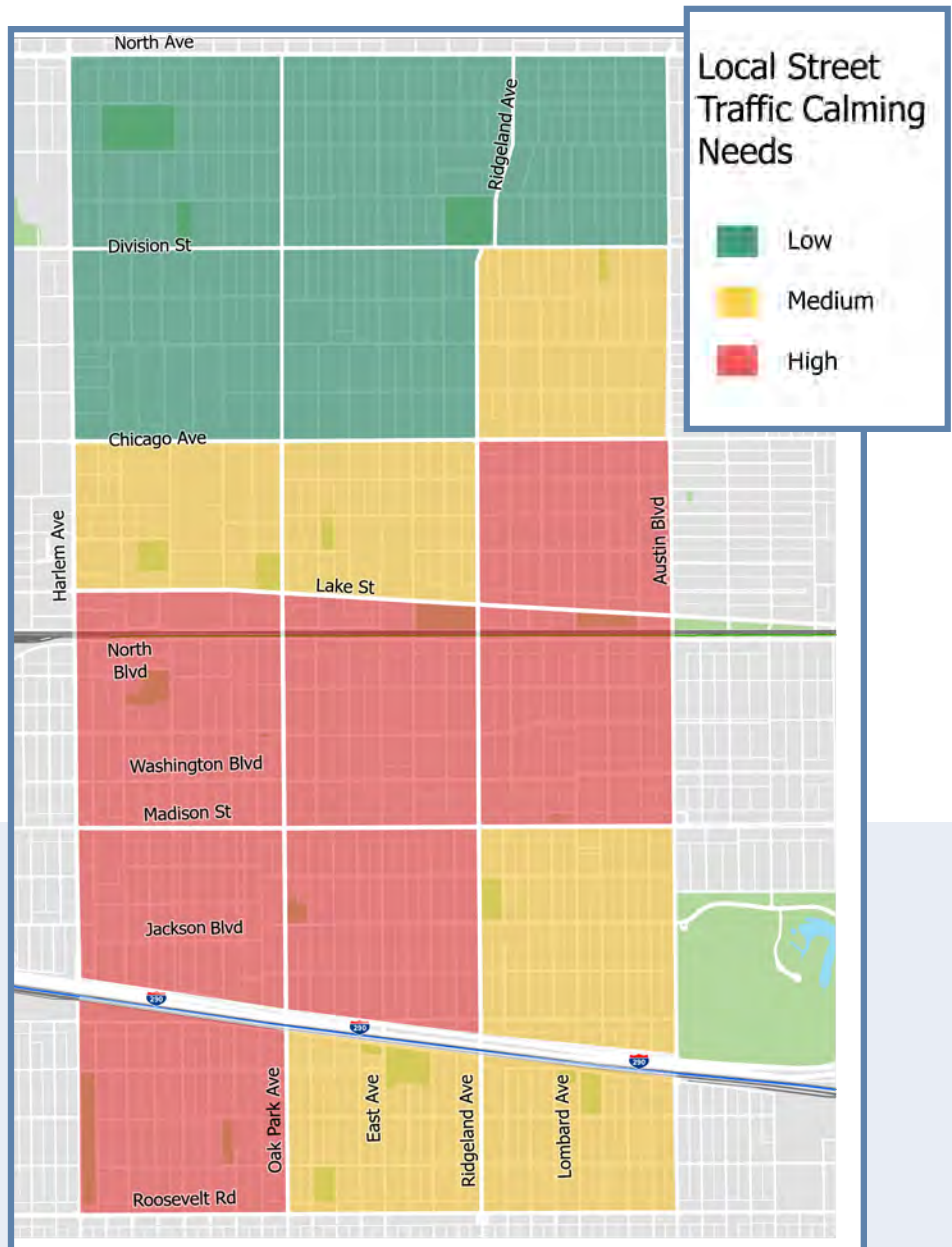 North Ave
Local Street
Traffic Calming
Needs
Ridgeland Ave
Low
Division St
Medium
High
Chicago Ave
Harlem Ave
Austin Blvd
Lake St
North
Blvd
Washington Blvd
Madison St
Jackson Blvd
290
290
290
Oak Park Ave
East Ave
Ridgeland Ave
Lombard Ave
Roosevelt Rd